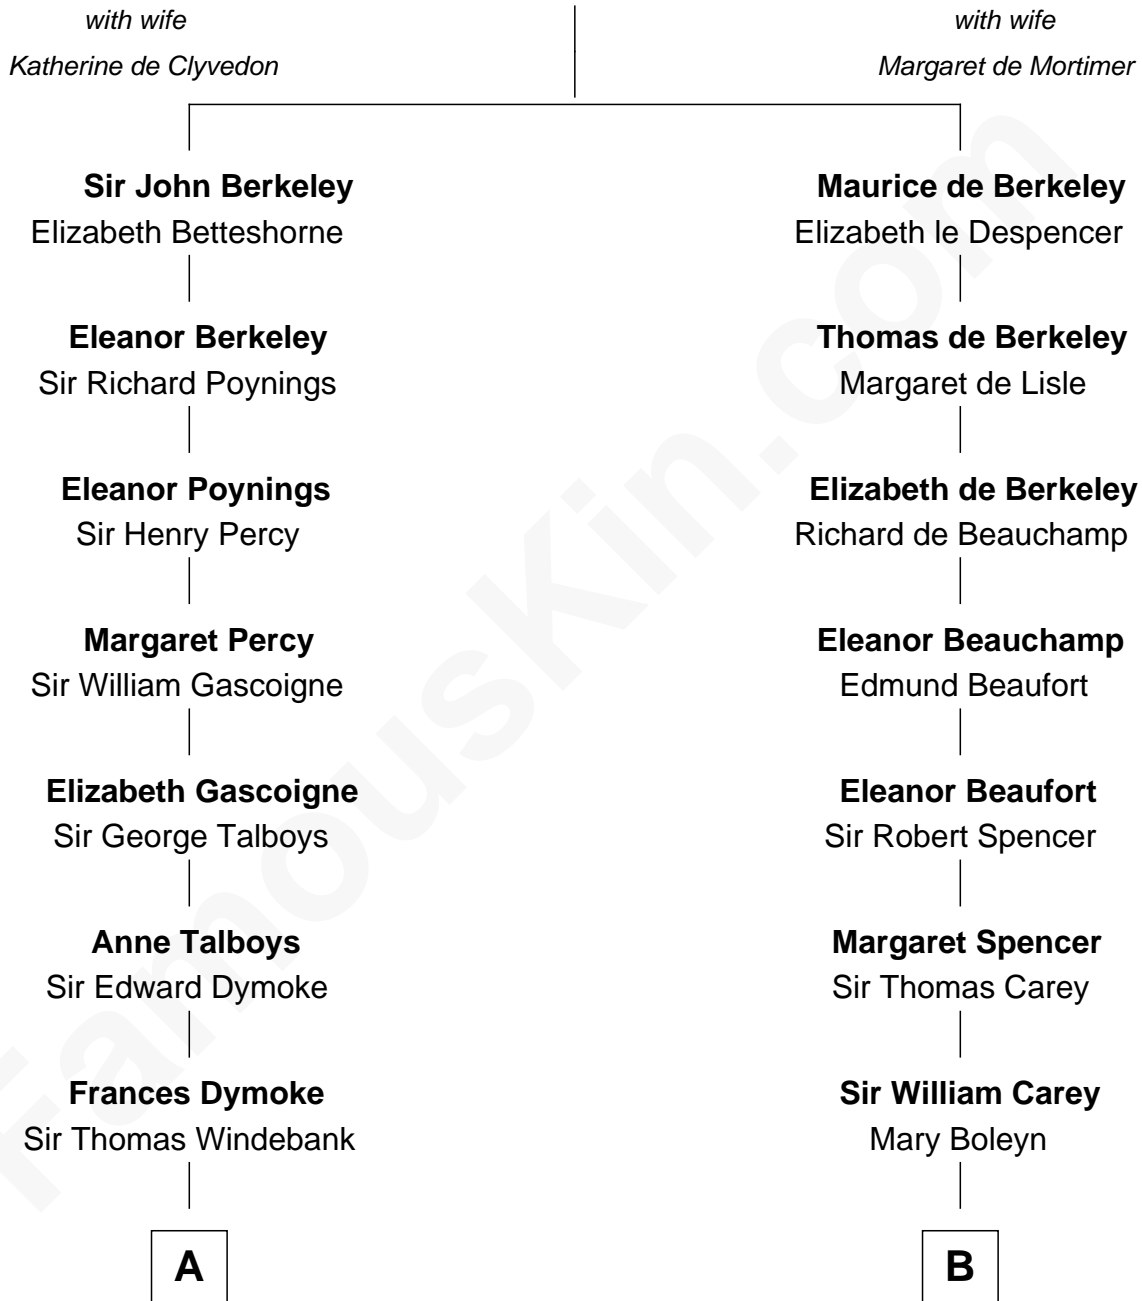 with wife
Katherine de Clyvedon
with wife
Margaret de Mortimer
Sir John Berkeley
Elizabeth Betteshorne
Maurice de Berkeley
Elizabeth le Despencer
Eleanor Berkeley
Sir Richard Poynings
Thomas de Berkeley
Margaret de Lisle
Eleanor Poynings
Sir Henry Percy
Elizabeth de Berkeley
Richard de Beauchamp
Margaret Percy
Sir William Gascoigne
Eleanor Beauchamp
Edmund Beaufort
Elizabeth Gascoigne
Sir George Talboys
Eleanor Beaufort
Sir Robert Spencer
Anne Talboys
Sir Edward Dymoke
Margaret Spencer
Sir Thomas Carey
Frances Dymoke
Sir Thomas Windebank
Sir William Carey
Mary Boleyn
A
B
FamousKin.com